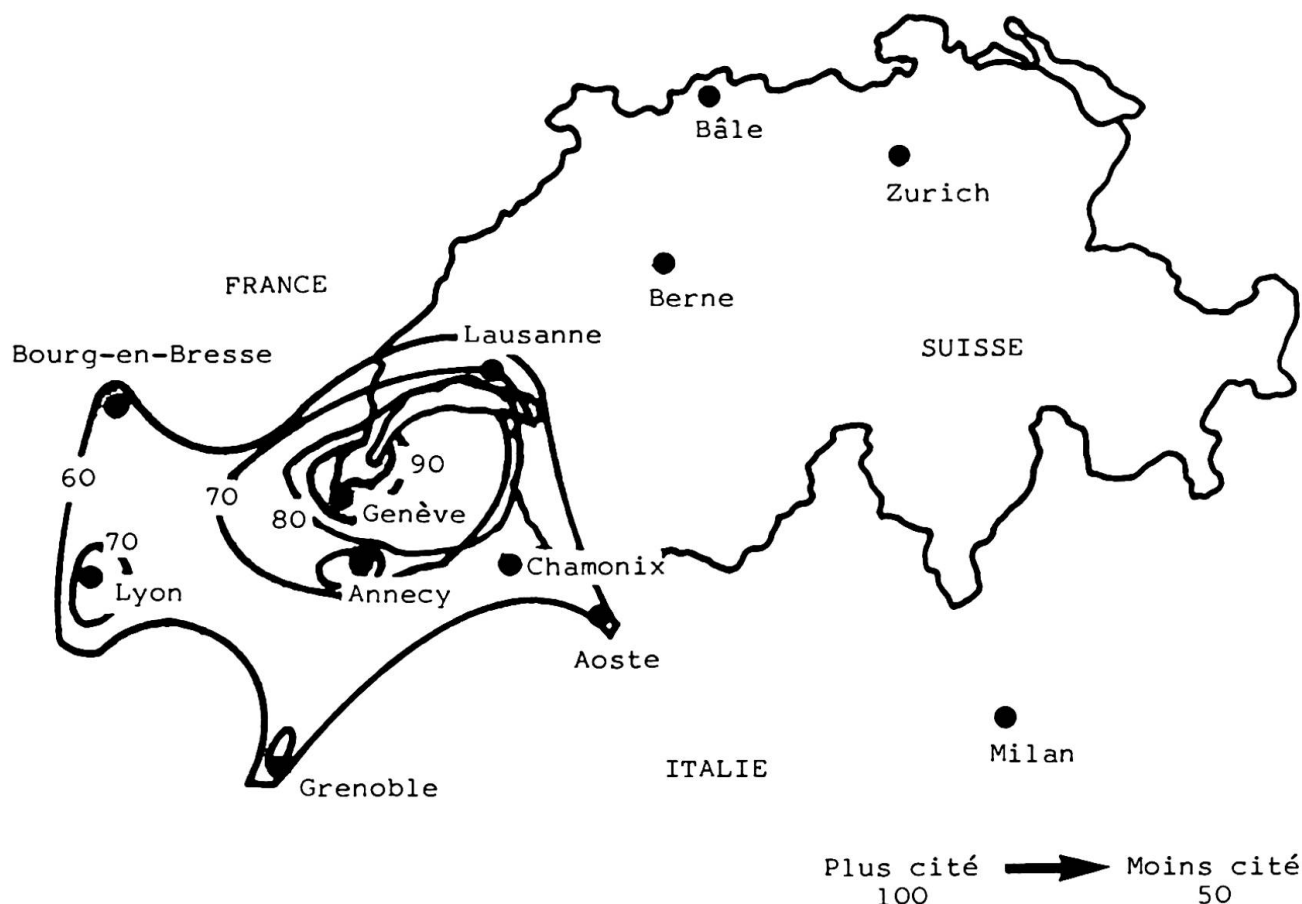 Bâle
Zurich
Berne
FRANCE
Lausanne
SUISSE
Bourg-en-Bresse
60
70
80
90
Genève
70
Lyon
Annecy
Chamonix
Aoste
Milan
ITALIE
Grenoble
Plus cité Moins cité
100 50